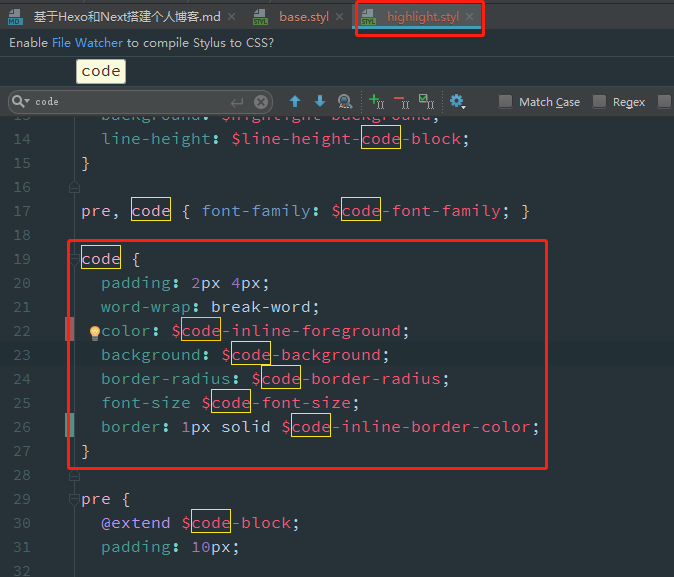 基于Hexo和Next搭建个人博客.md × base.styl × highlight.styl ×
Enable File Watcher to compile Stylus to CSS?
code
code Match Case Regex
13 background: $highlight-background;
14 line-height: $line-height-code-block;
15 }
16
17 pre, code { font-family: $code-font-family; }
18
19 code {
20 padding: 2px 4px;
21 word-wrap: break-word;
22 color: $code-inline-foreground;
23 background: $code-background;
24 border-radius: $code-border-radius;
25 font-size $code-font-size;
26 border: 1px solid $code-inline-border-color;
27 }
28
29 pre {
30 @extend $code-block;
31 padding: 10px;
32